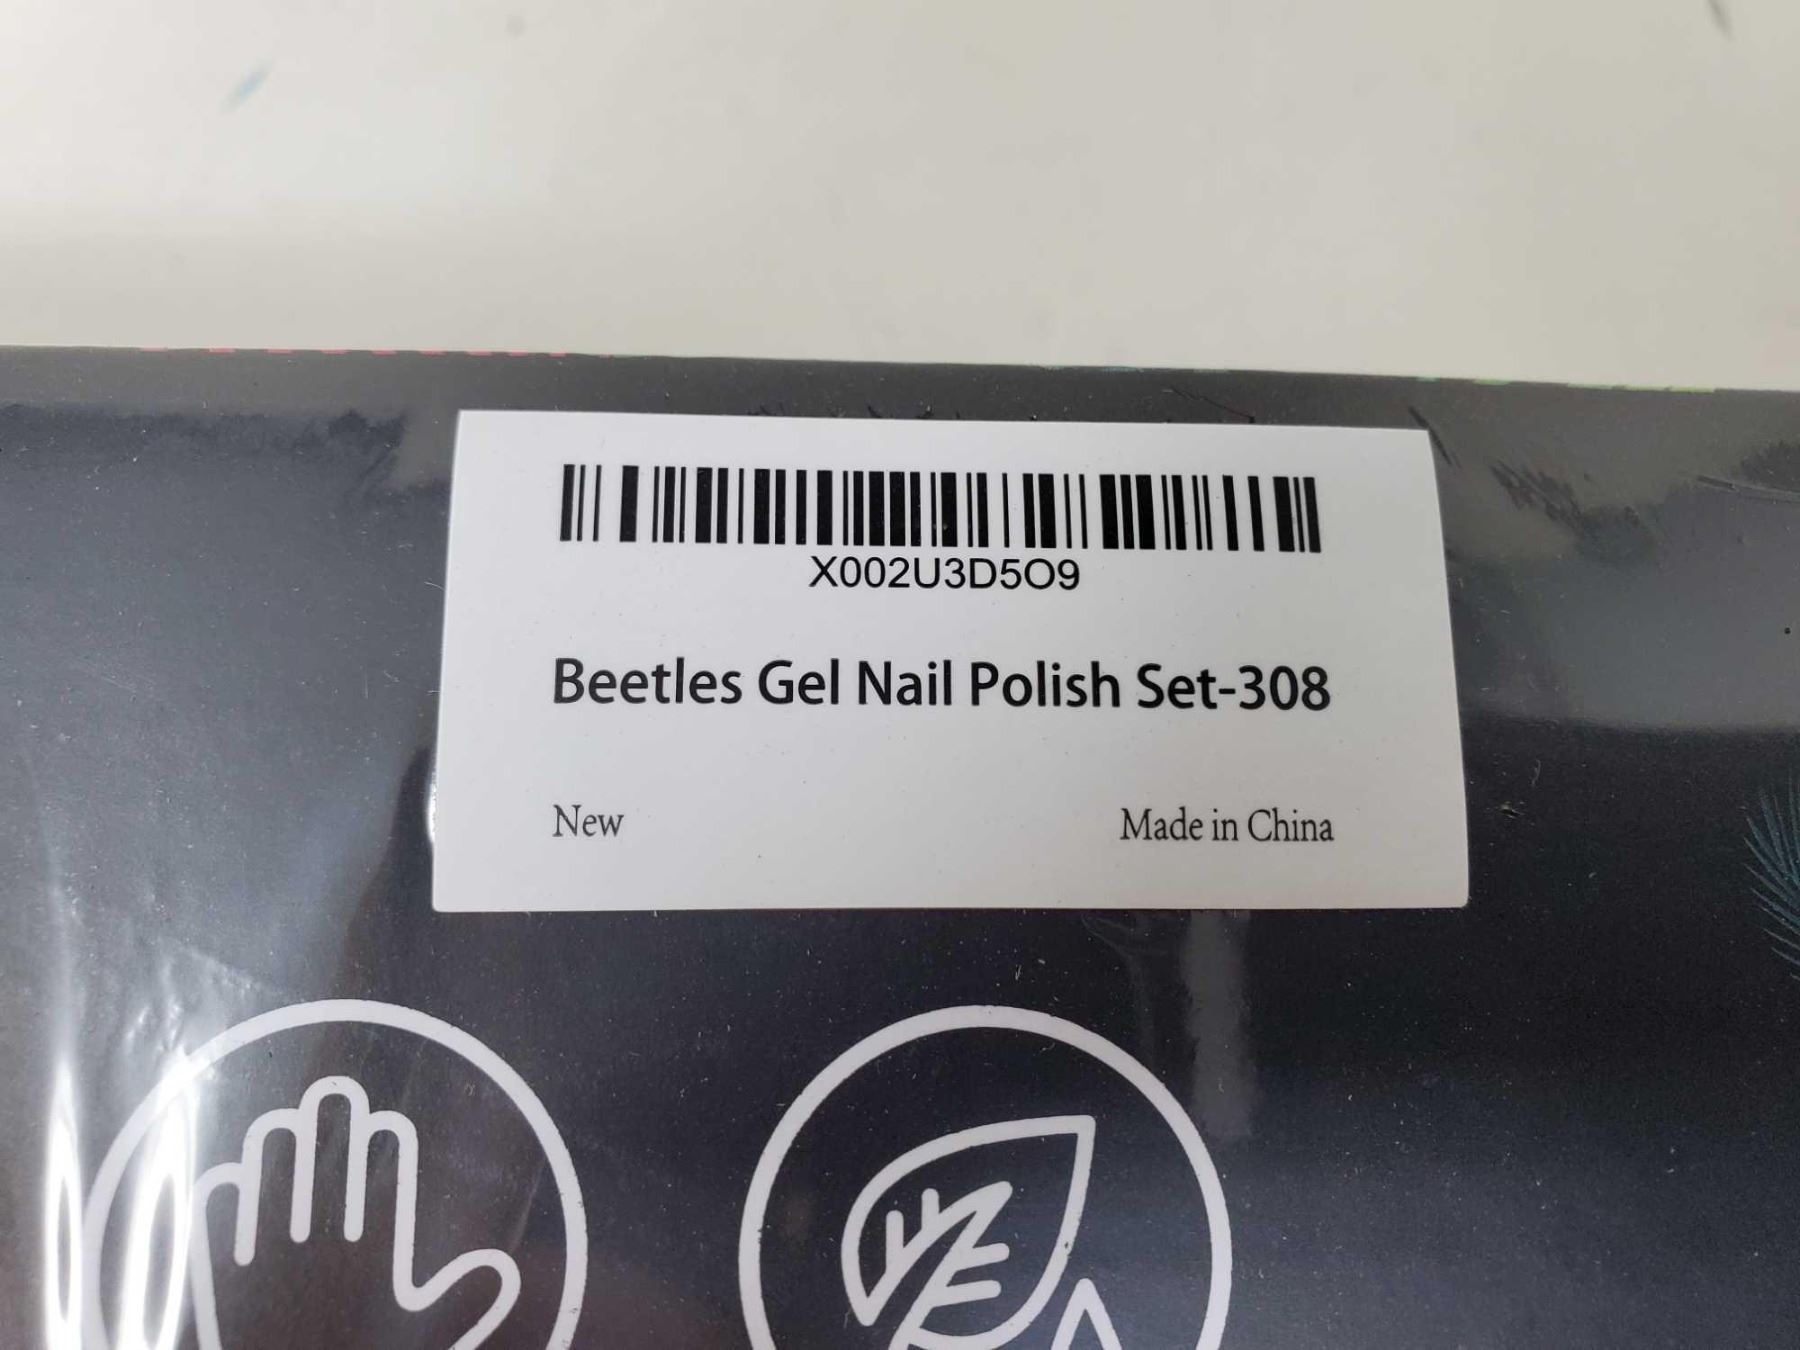 X002U3D5O9
Beetles Gel Nail Polish Set-308
New
Made in China